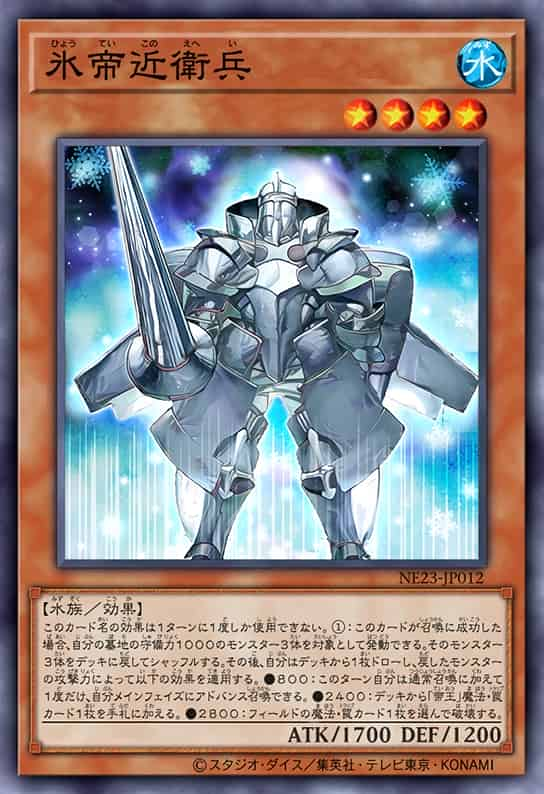 ひょう てい この えへ い
氷帝近衛兵
みず
水
NE23-JP012
みず ぞく こう か
【水族／効果】
このカード名の効果は1ターンに1度しか使用できない。①：このカードが召喚に成功した
場合、自分の墓地の守備力1000のモンスター3体を対象として発動できる。そのモンスター
3体をデッキに戻してシャッフルする。その後、自分はデッキから1枚ドローし、戻したモンスター
の攻撃力によって以下の効果を適用する。●800：このターン自分は通常召喚に加えて
1度だけ、自分メインフェイズにアドバンス召喚できる。●2400：デッキから「帝王」魔法・罠
カード1枚を手札に加える。●2800：フィールドの魔法・罠カード1枚を選んで破壊する。
ATK/1700 DEF/1200
©スタジオ・ダイス／集英社・テレビ東京・KONAMI